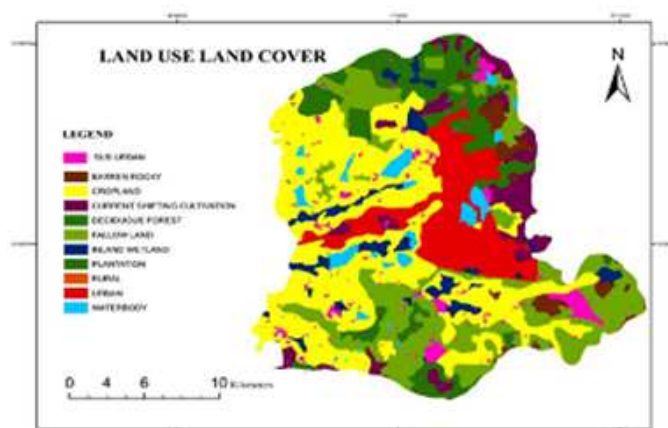 LAND USE LAND COVER
N
LEGEND
SUB URBAN
BARREN ROCKY
CROPLAND
CURRENT SHIFTING CULTIVATION
DECIDUOUS FOREST
FALLOW LAND
INLAND WETLAND
PLANTATION
RURAL
URBAN
WATERBODY
0 4 6 10 Kilometers